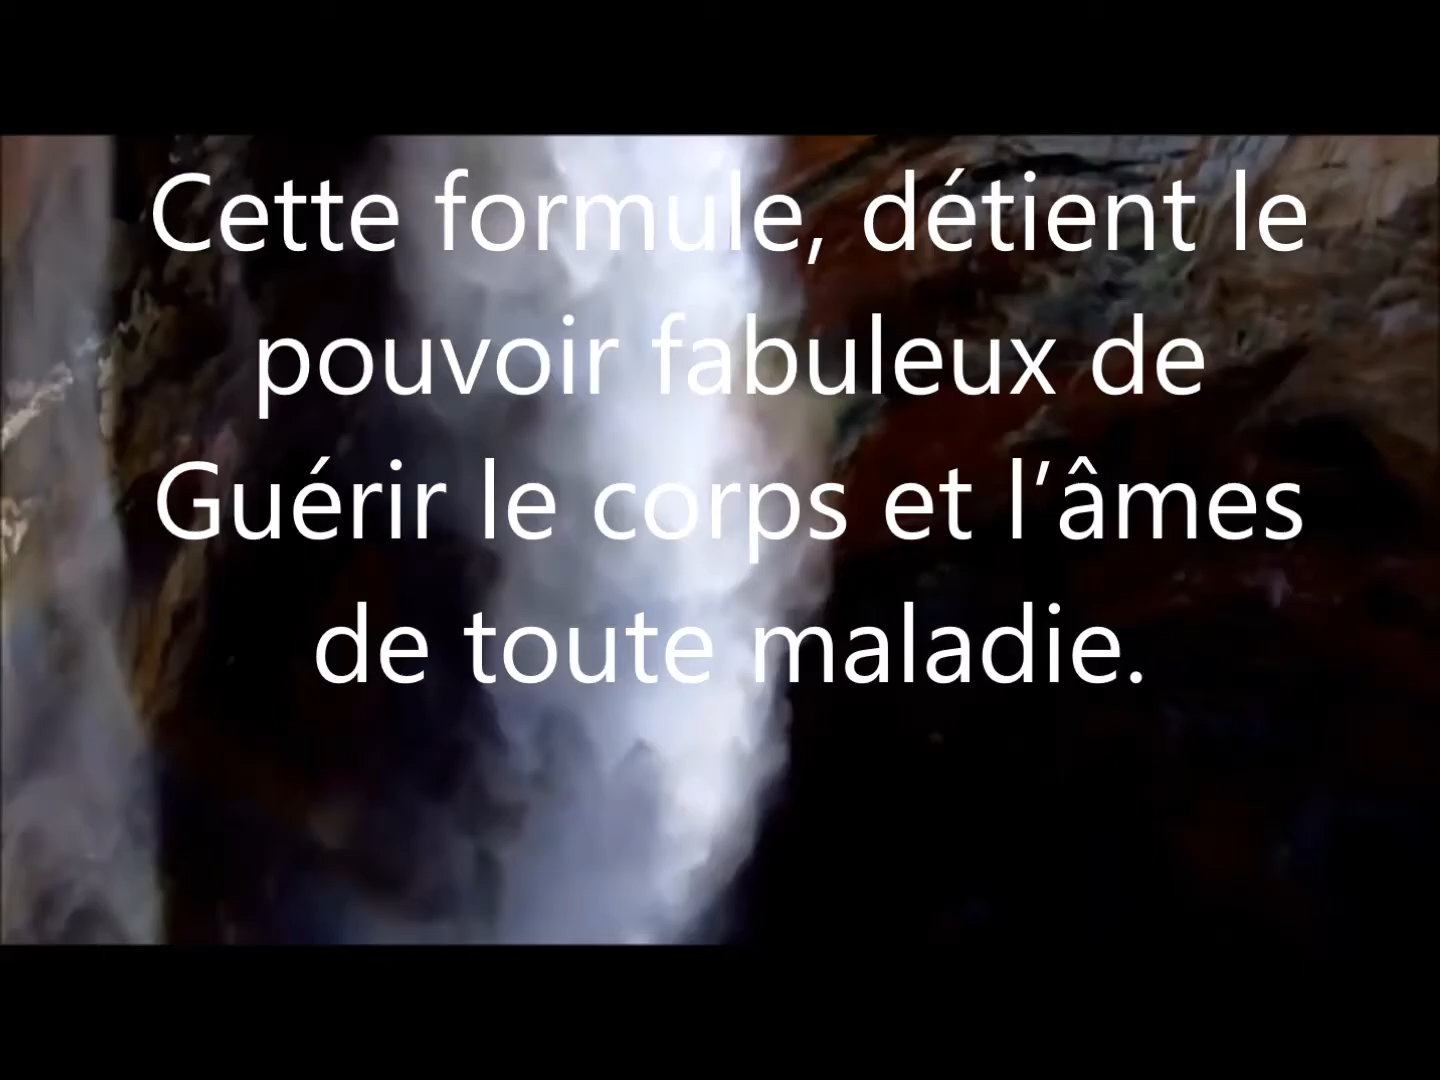 Cette formule, détient le
pouvoir fabuleux de
Guérir le corps et l’âmes
de toute maladie.